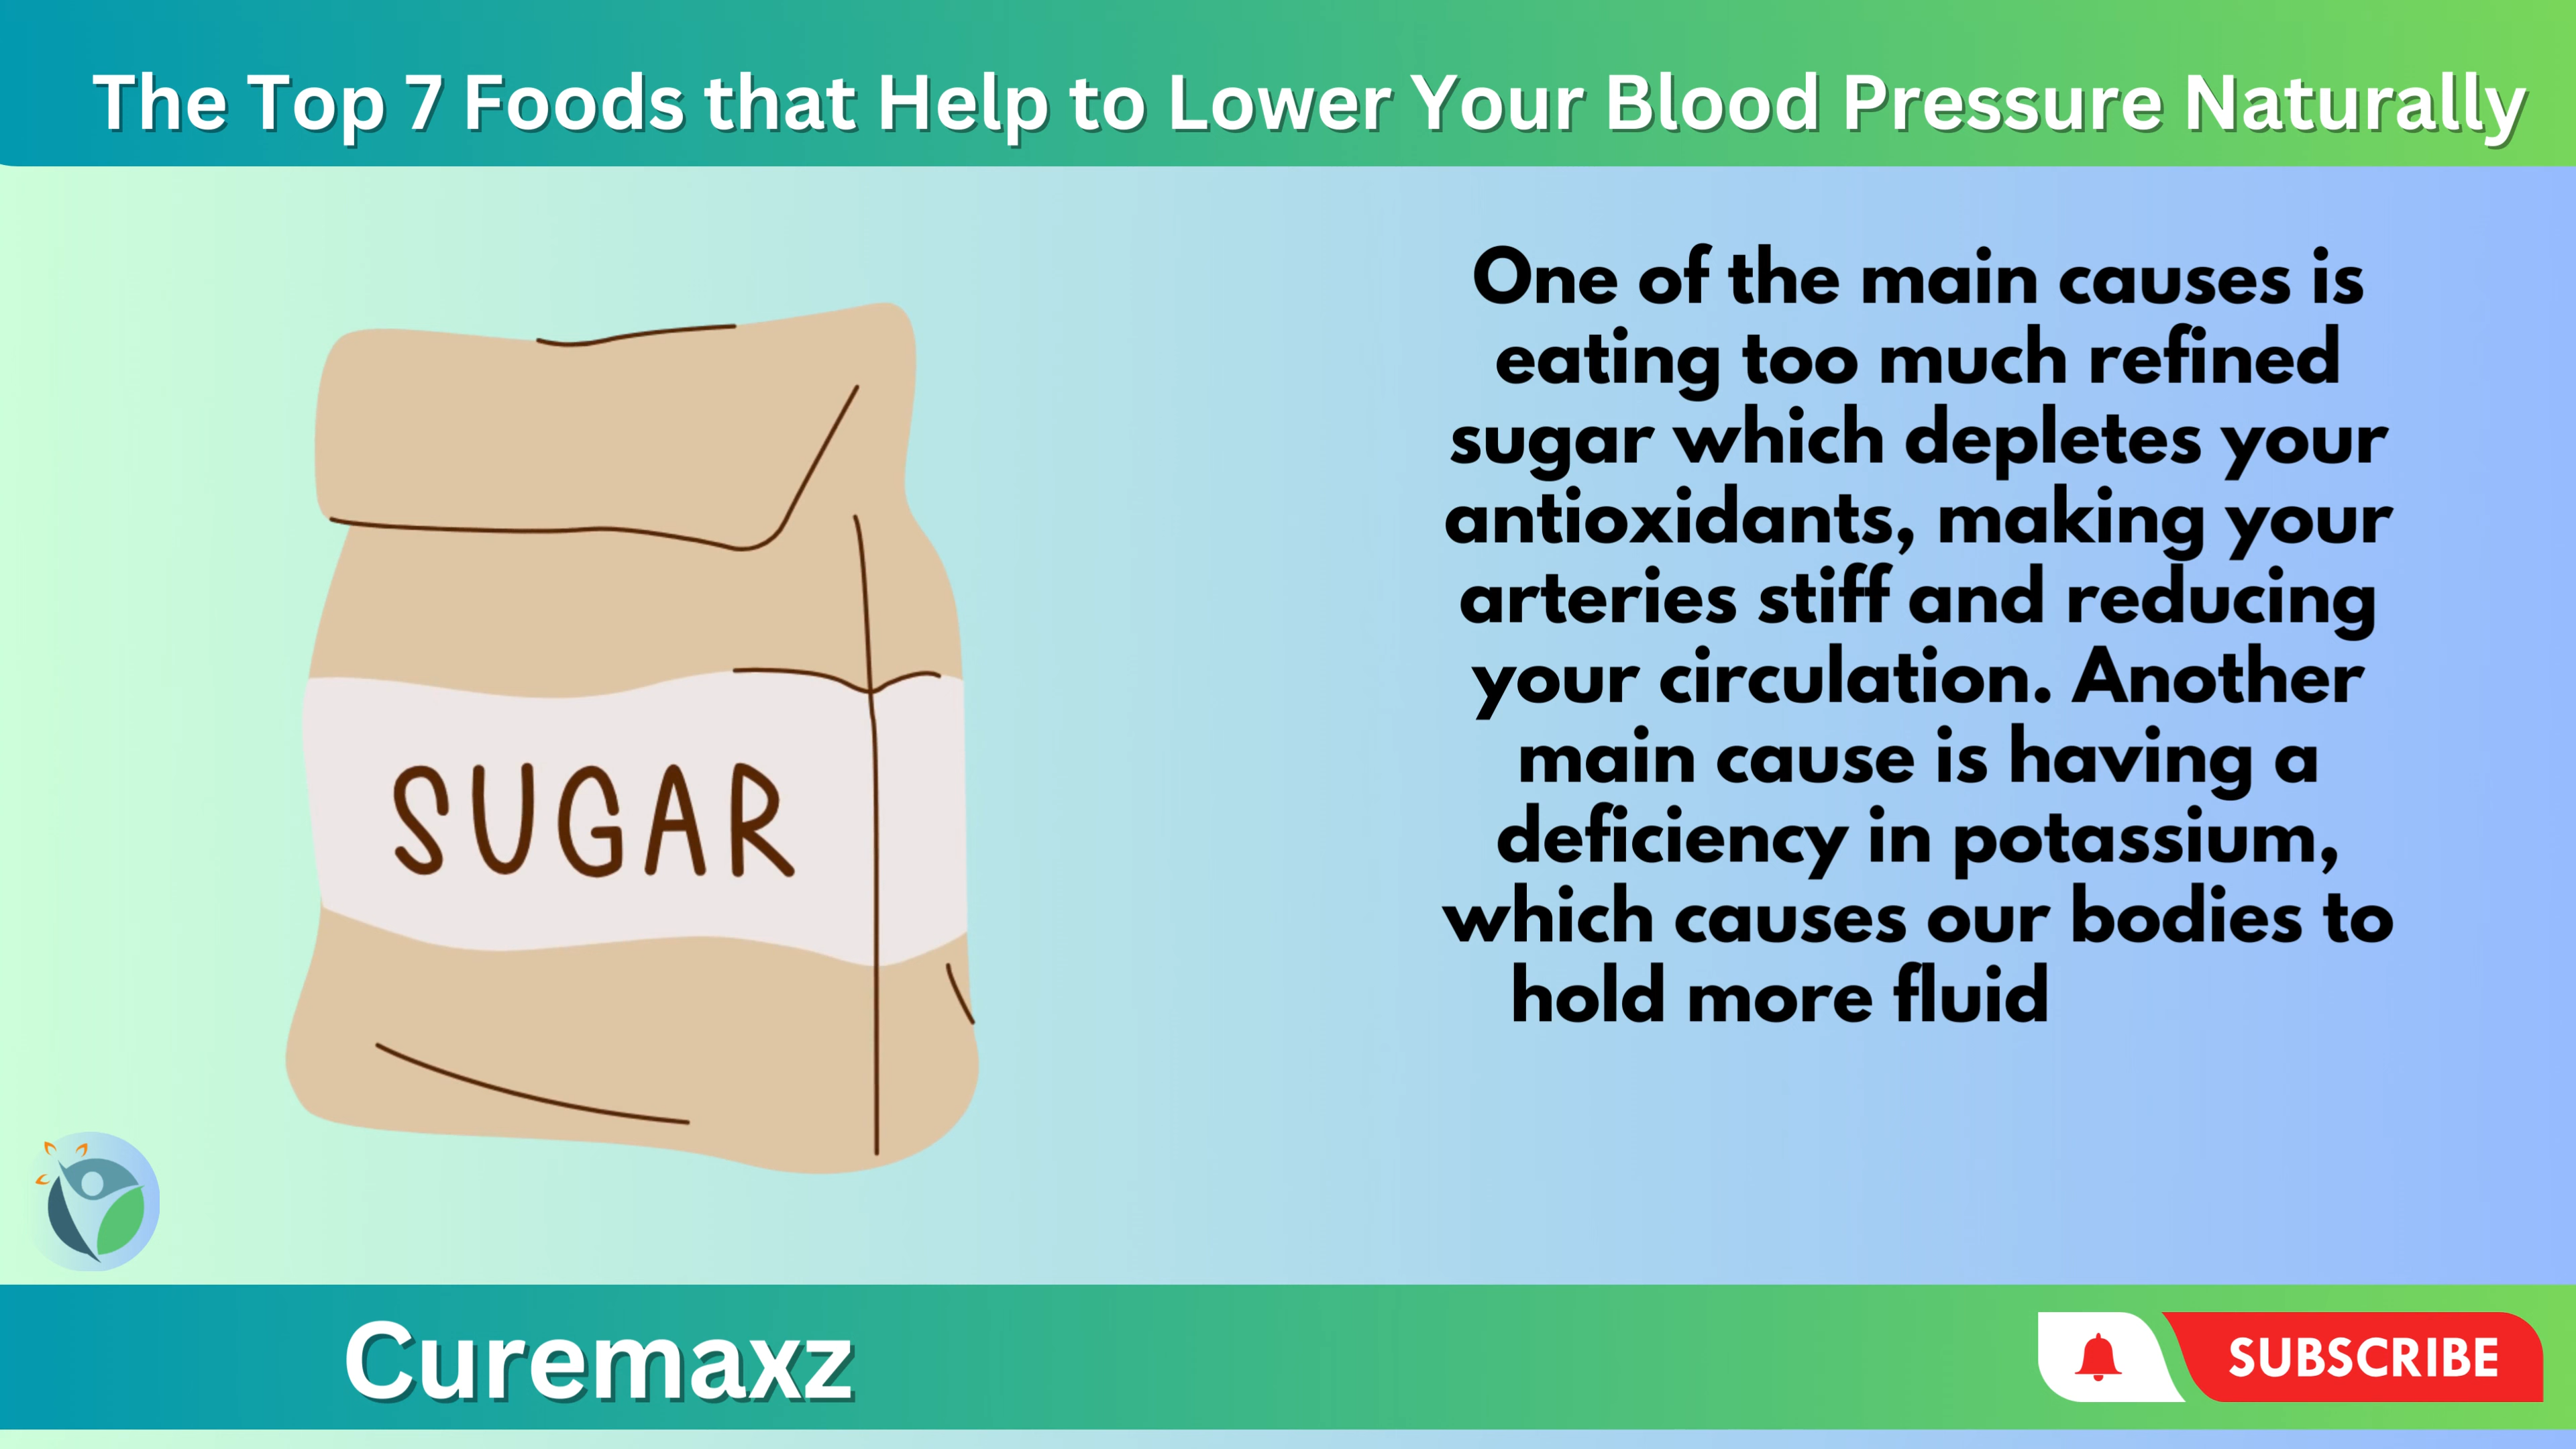 The Top 7 Foods that Help to Lower Your Blood Pressure Naturally
One of the main causes is
eating too much refined
sugar which depletes your
antioxidants, making your
arteries stiff and reducing
your circulation. Another
main cause is having a
deficiency in potassium,
which causes our bodies to
hold more fluid
SUGAR
Curemaxz
SUBSCRIBE